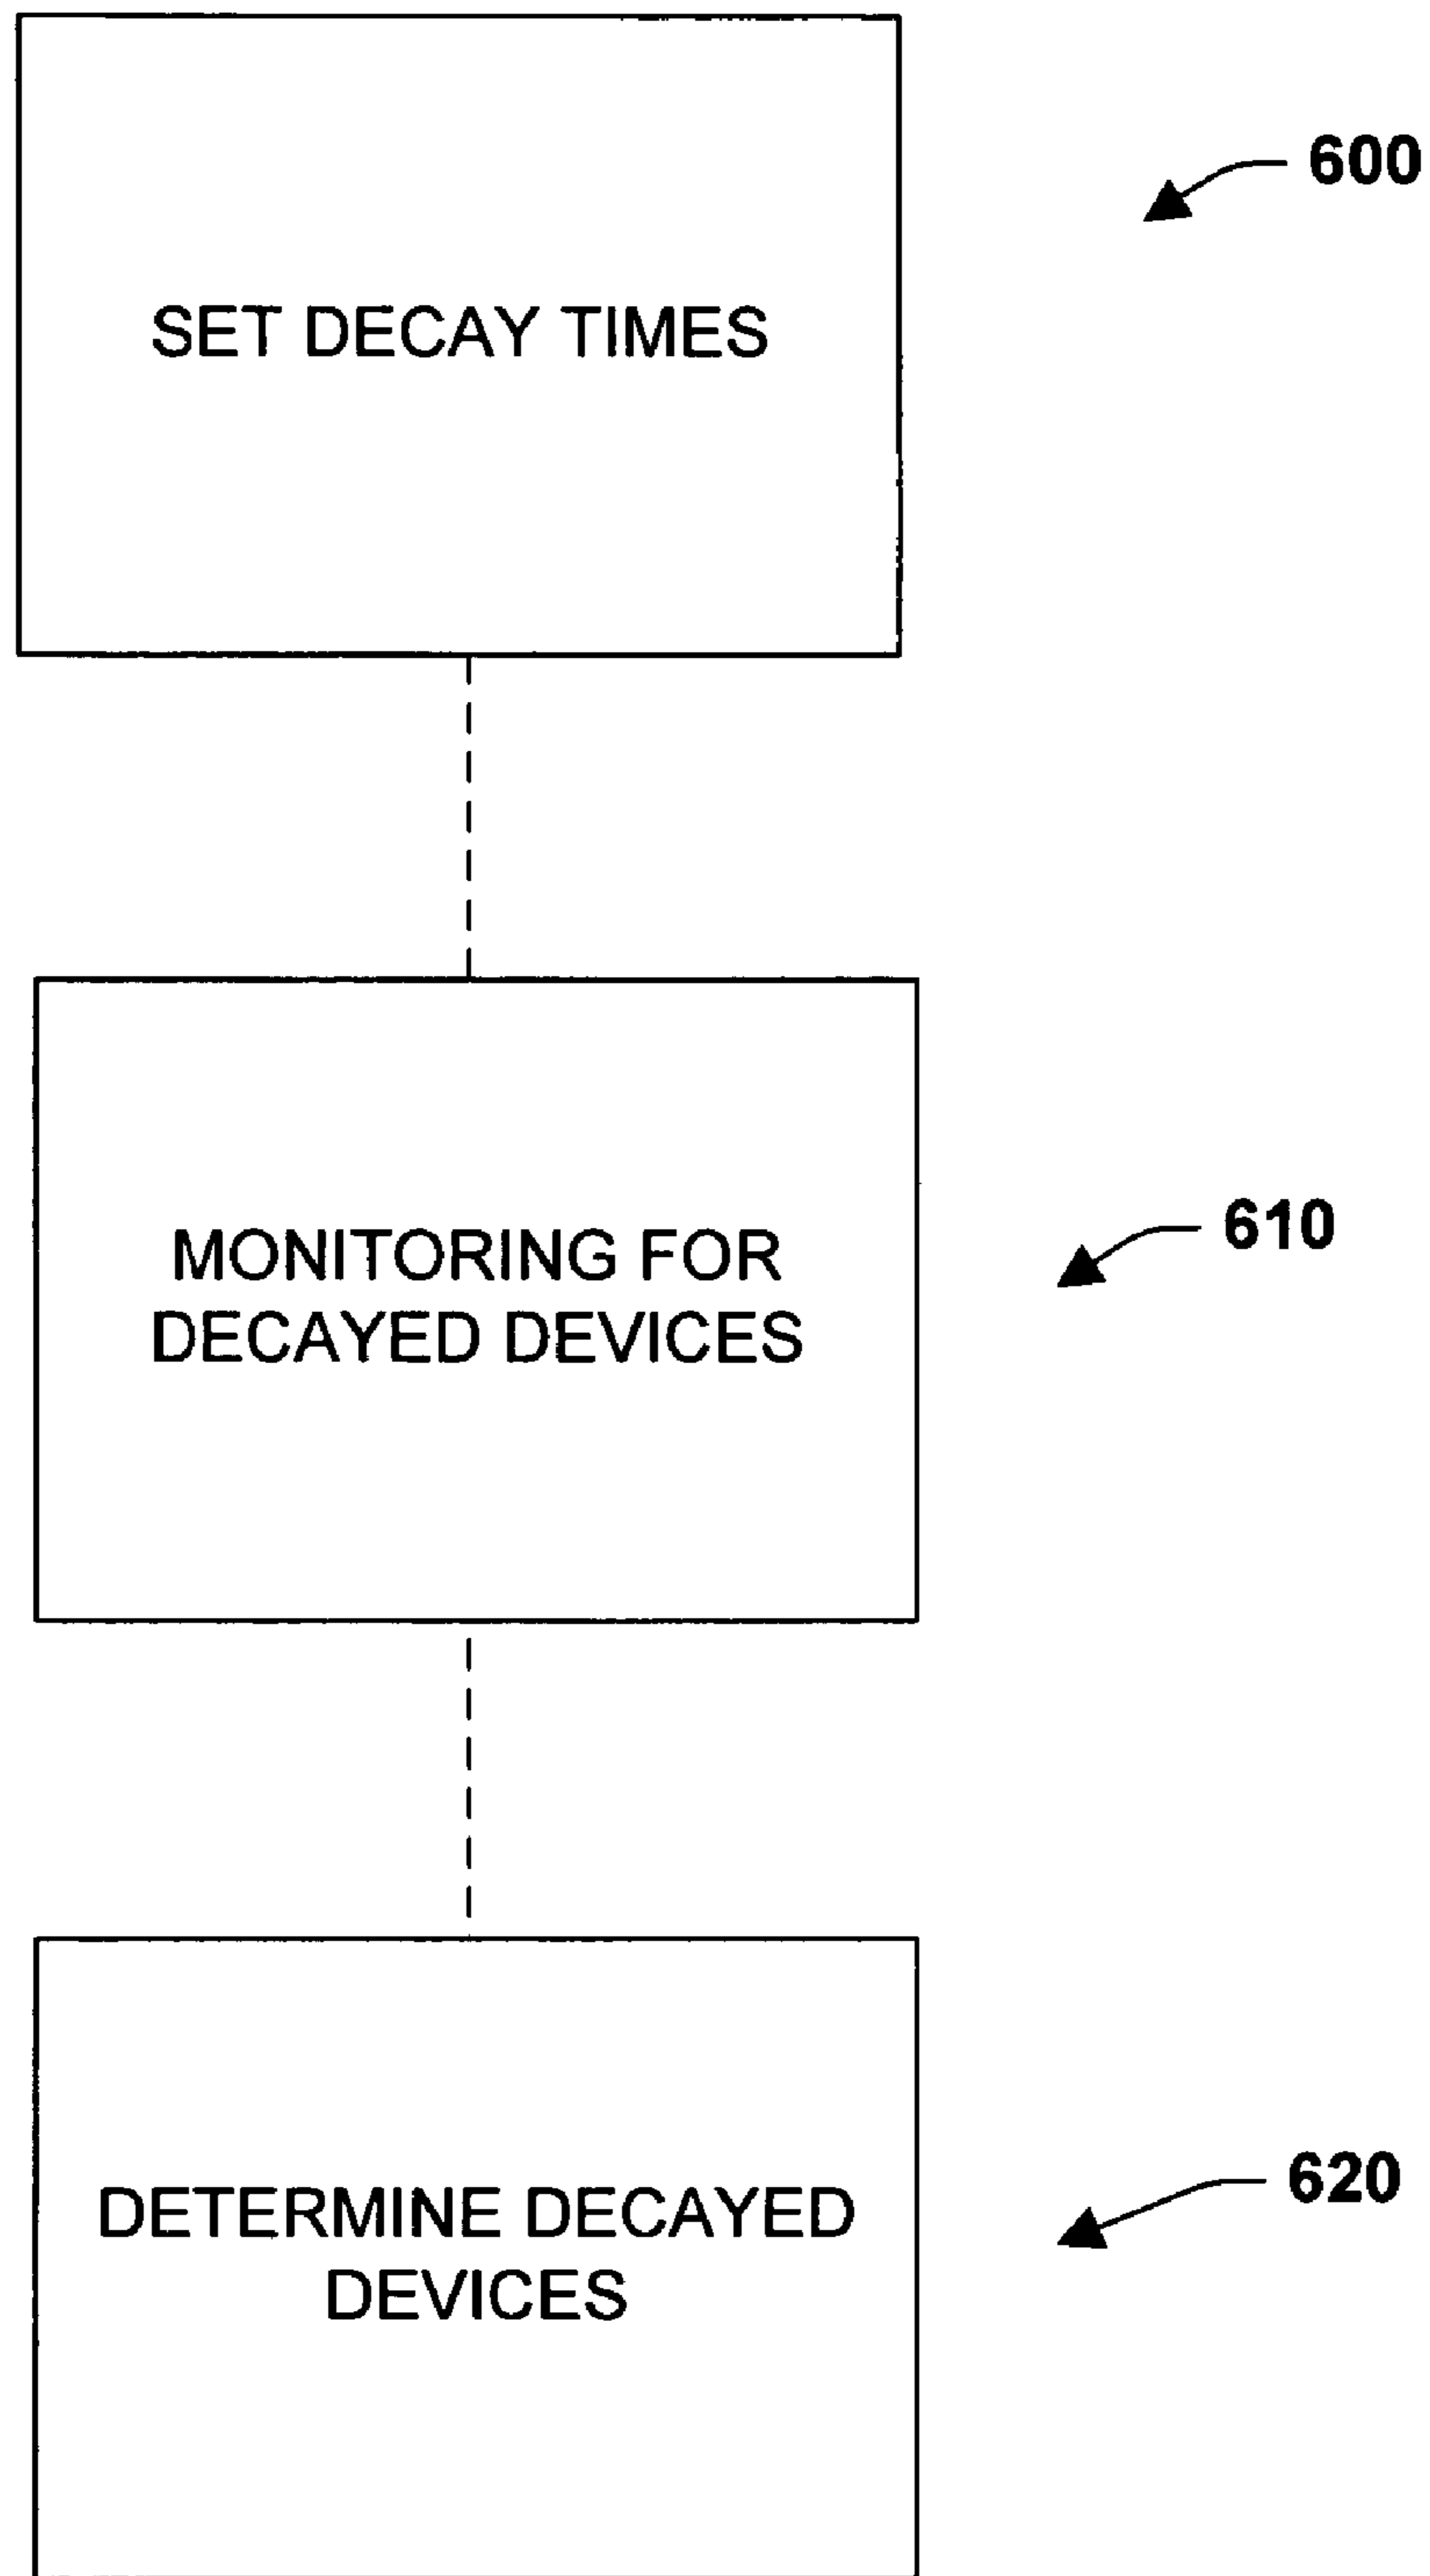 SET DECAY TIMES
600
MONITORING FOR
DECAYED DEVICES
610
DETERMINE DECAYED
DEVICES
620